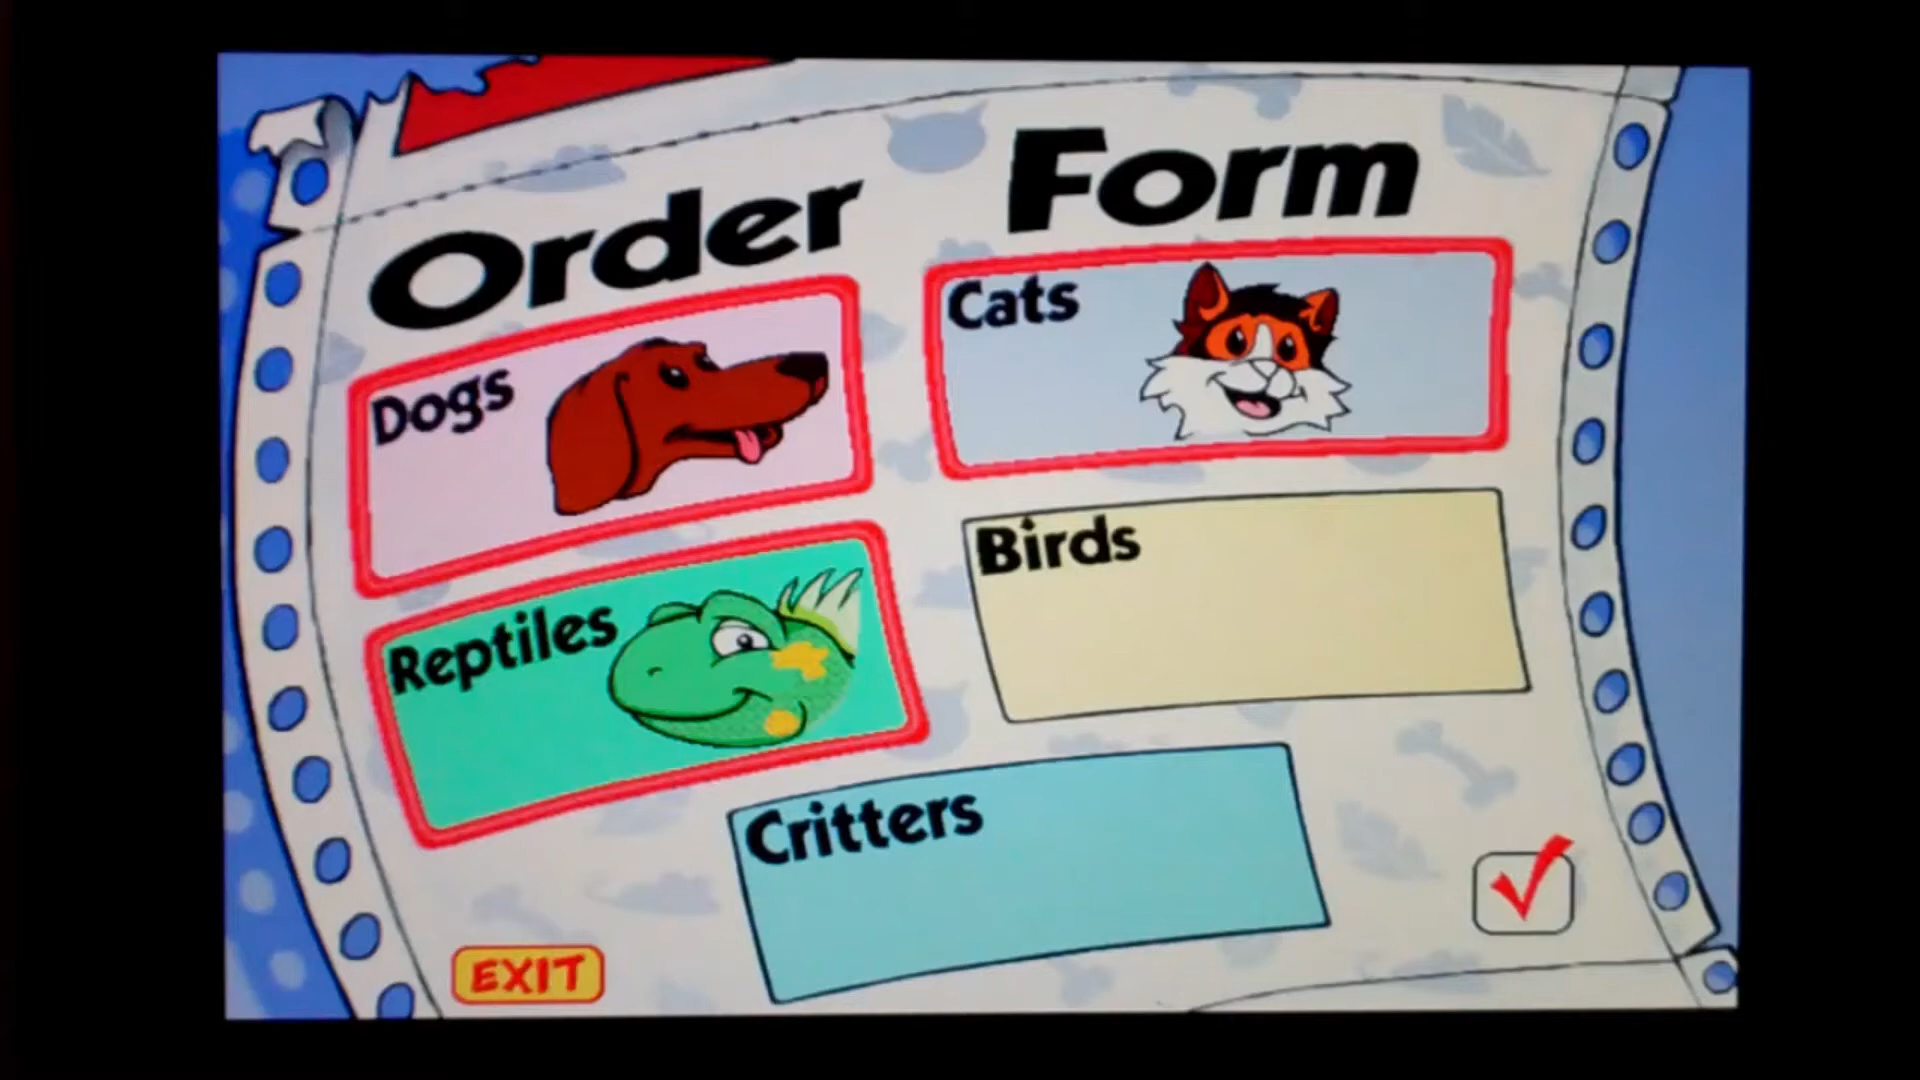 Order Form
Dogs
Cats
Reptiles
Birds
Critters
EXIT